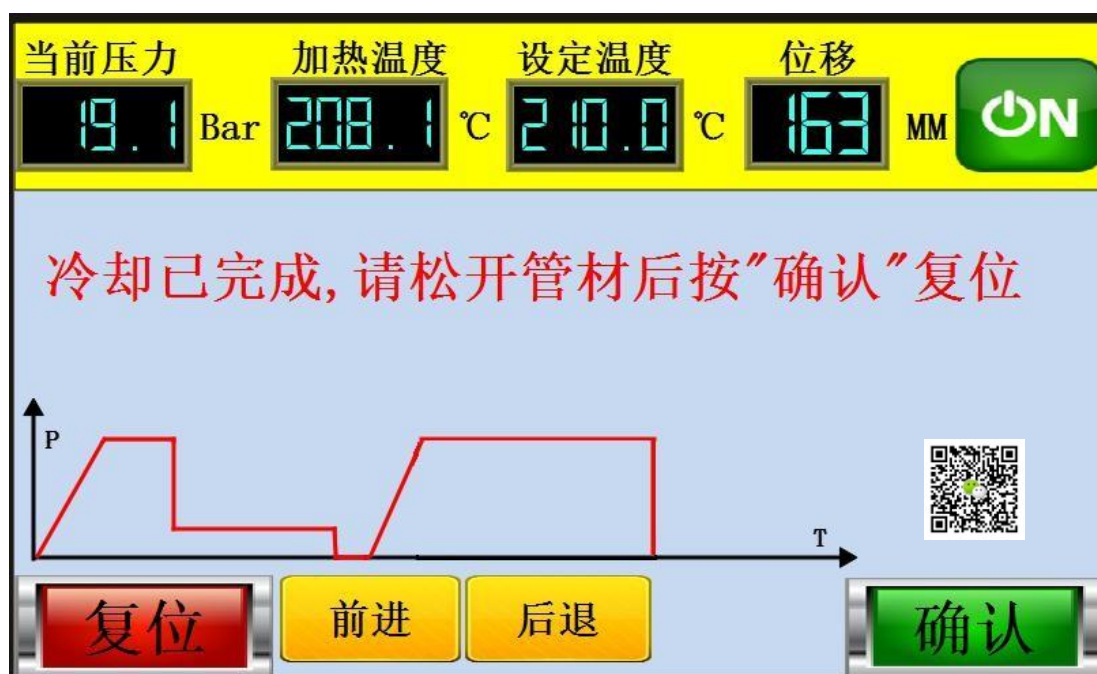 当前压力 加热温度 设定温度 位移
19.1 Bar 208.1 ℃ 210.0 ℃ 163 MM ON
冷却已完成,请松开管材后按"确认"复位
P
T
复位 前进 后退 确认